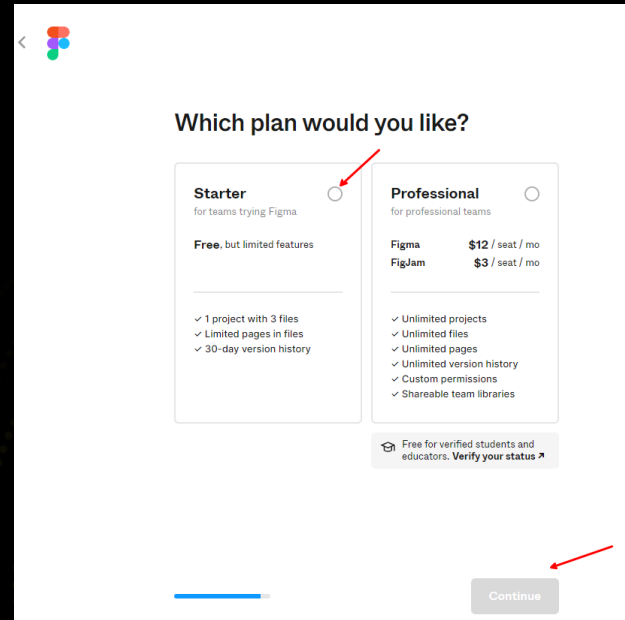 Which plan would you like?
Starter
for teams trying Figma
Free, but limited features
✓ 1 project with 3 files
✓ Limited pages in files
✓ 30-day version history
Professional
for professional teams
Figma $12 / seat / mo
FigJam $3 / seat / mo
✓ Unlimited projects
✓ Unlimited files
✓ Unlimited pages
✓ Unlimited version history
✓ Custom permissions
✓ Shareable team libraries
Free for verified students and
educators. Verify your status ↗
Continue